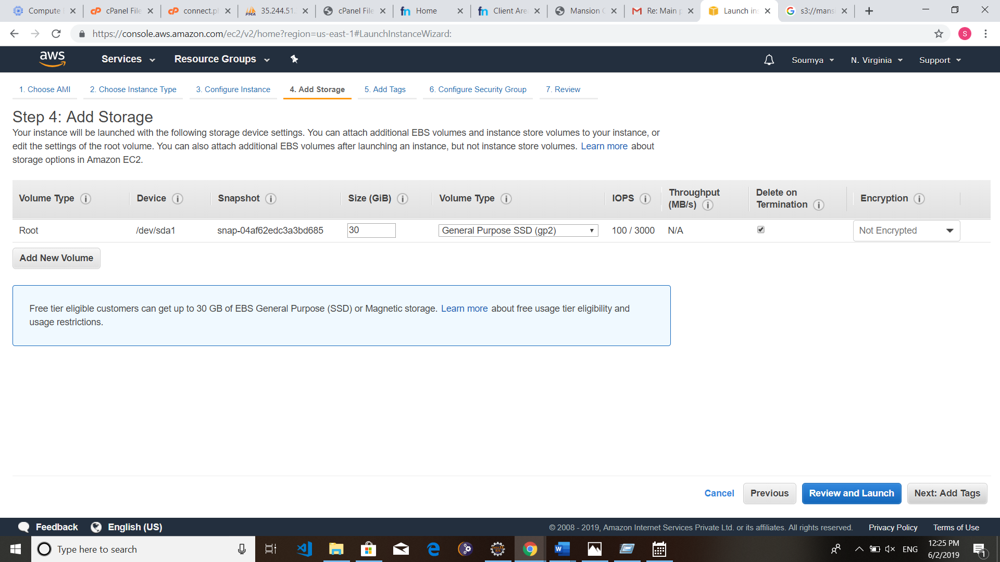 Compute
cPanel File
connect.p
35.244.51.
cPanel File
Home
Client Are
Mansion
Re: Main p
Launch in
s3://mans
https://console.aws.amazon.com/ec2/v2/home?region=us-east-1#LaunchInstanceWizard:
S
aws
Services
Resource Groups
Soumya
N. Virginia
Support
1. Choose AMI
2. Choose Instance Type
3. Configure Instance
4. Add Storage
5. Add Tags
6. Configure Security Group
7. Review
Step 4: Add Storage
Your instance will be launched with the following storage device settings. You can attach additional EBS volumes and instance store volumes to your instance, or
edit the settings of the root volume. You can also attach additional EBS volumes after launching an instance, but not instance store volumes. Learn more about
storage options in Amazon EC2.
Volume Type
Device
Snapshot
Size (GiB)
Volume Type
IOPS
Throughput
(MB/s)
Delete on
Termination
Encryption
Root
/dev/sda1
snap-04af62edc3a3bd685
30
General Purpose SSD (gp2)
100 / 3000
N/A
Not Encrypted
Add New Volume
Free tier eligible customers can get up to 30 GB of EBS General Purpose (SSD) or Magnetic storage. Learn more about free usage tier eligibility and
usage restrictions.
Cancel
Previous
Review and Launch
Next: Add Tags
Feedback
English (US)
© 2008 - 2019, Amazon Internet Services Private Ltd. or its affiliates. All rights reserved.
Privacy Policy
Terms of Use
Type here to search
ENG
12:25 PM
6/2/2019
1